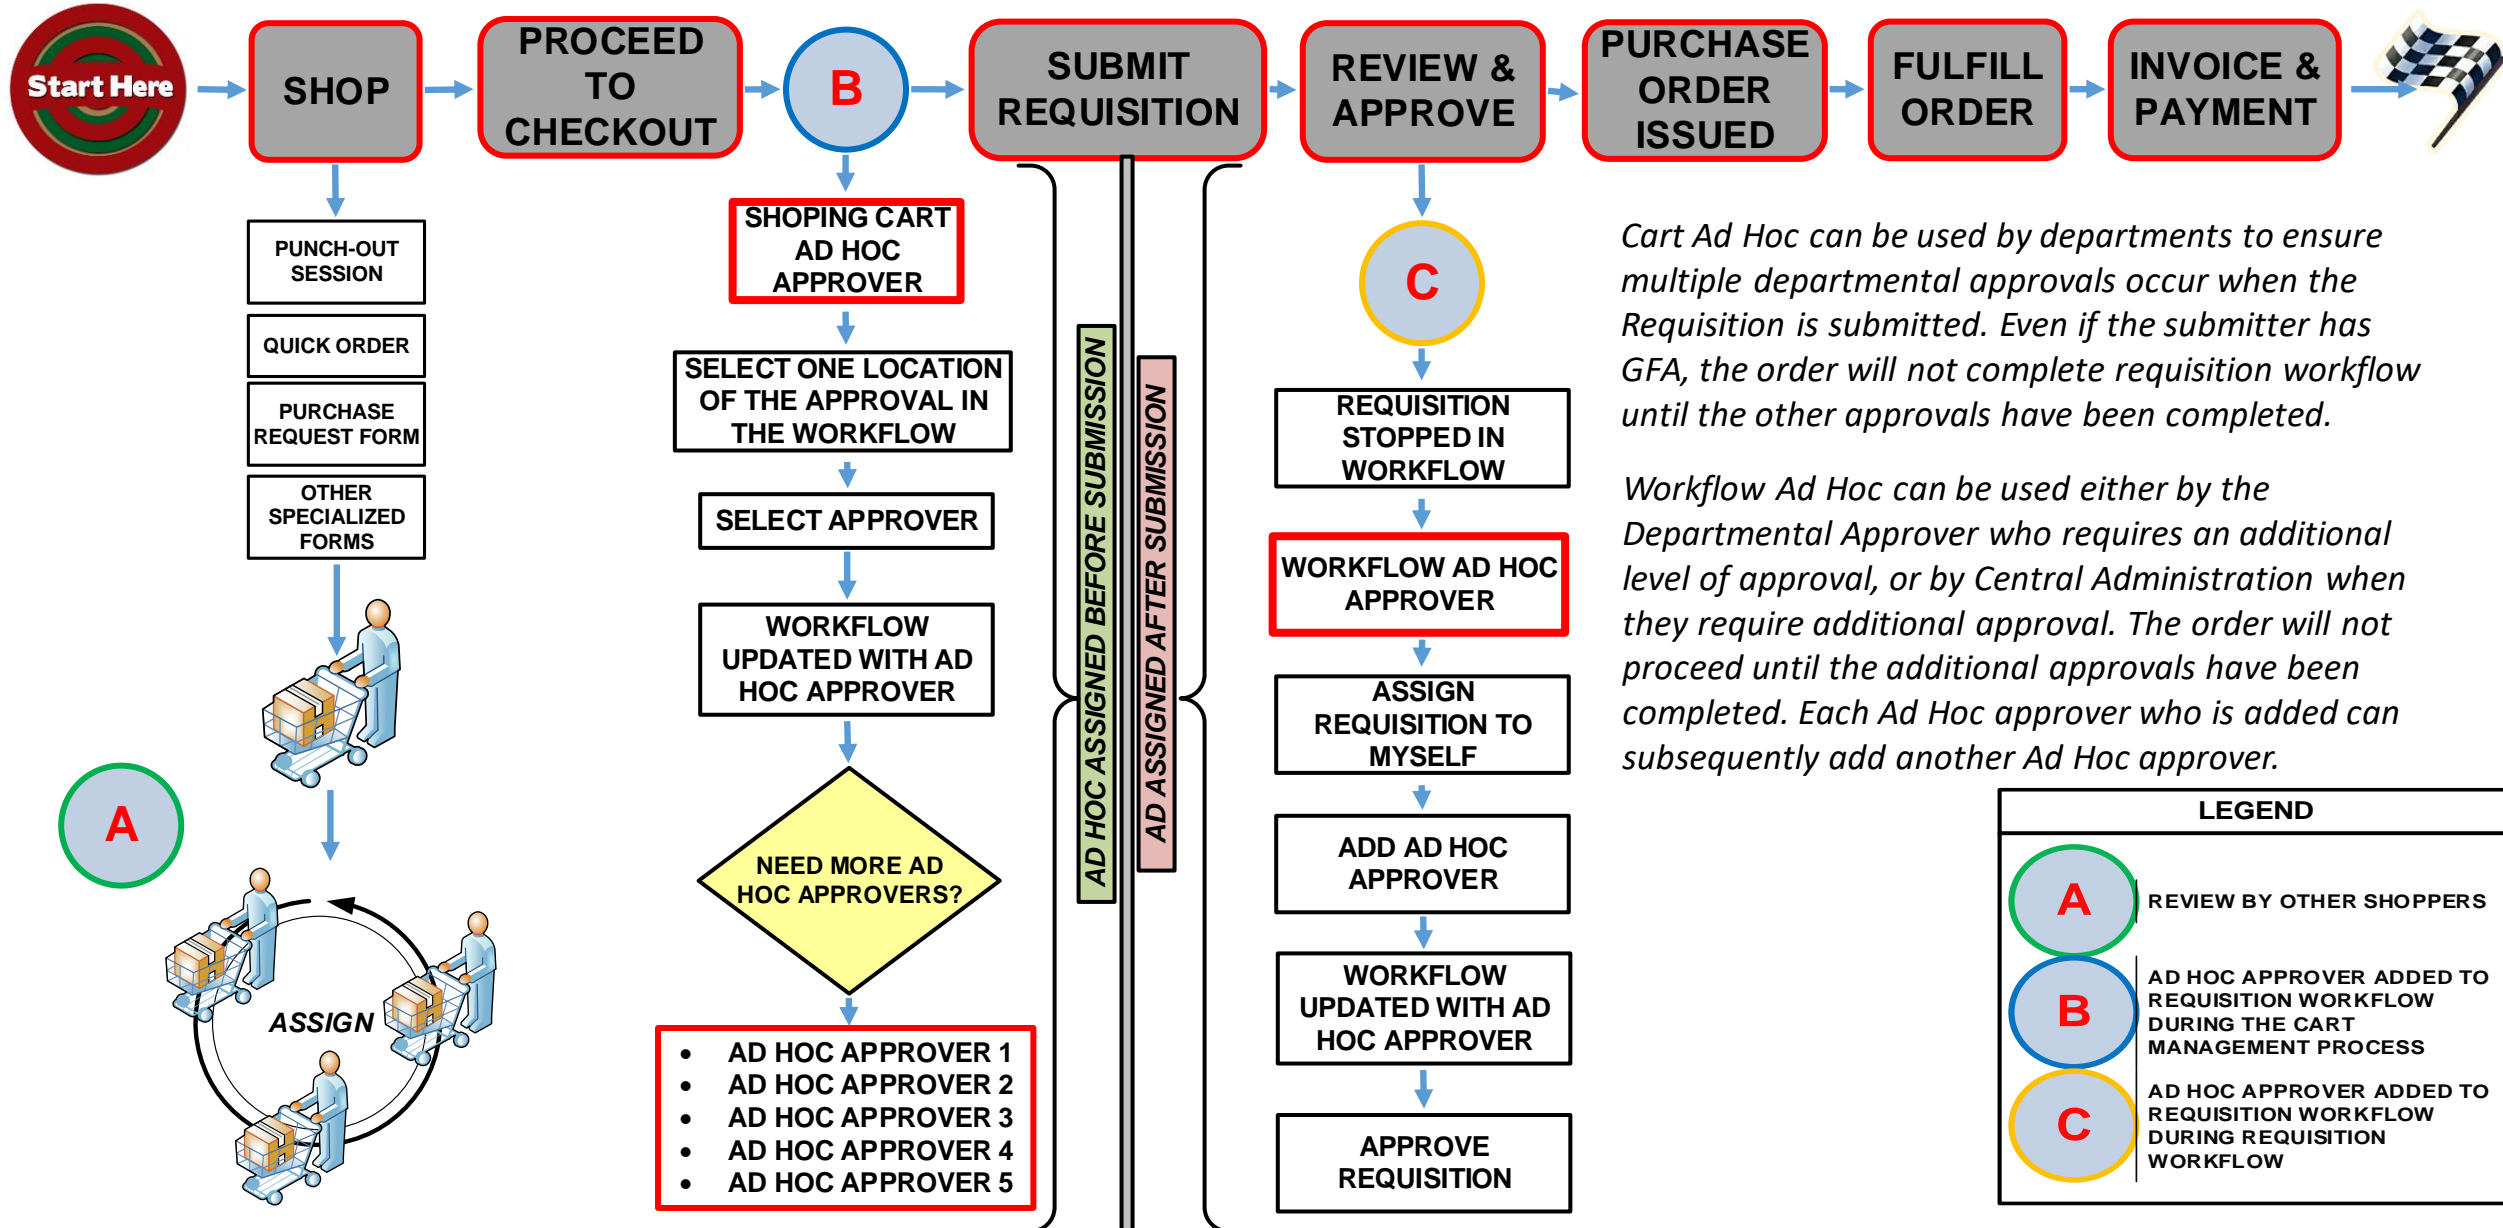 Start Here
SHOP
PROCEED
TO
CHECKOUT
B
SUBMIT
REQUISITION
REVIEW &
APPROVE
PURCHASE
ORDER
ISSUED
FULFILL
ORDER
INVOICE &
PAYMENT
PUNCH-OUT
SESSION
QUICK ORDER
PURCHASE
REQUEST FORM
OTHER
SPECIALIZED
FORMS
A
ASSIGN
SHOPING CART
AD HOC
APPROVER
SELECT ONE LOCATION
OF THE APPROVAL IN
THE WORKFLOW
SELECT APPROVER
WORKFLOW
UPDATED WITH AD
HOC APPROVER
NEED MORE AD
HOC APPROVERS?
• AD HOC APPROVER 1
• AD HOC APPROVER 2
• AD HOC APPROVER 3
• AD HOC APPROVER 4
• AD HOC APPROVER 5
AD HOC ASSIGNED BEFORE SUBMISSION
AD ASSIGNED AFTER SUBMISSION
C
REQUISITION
STOPPED IN
WORKFLOW
WORKFLOW AD HOC
APPROVER
ASSIGN
REQUISITION TO
MYSELF
ADD AD HOC
APPROVER
WORKFLOW
UPDATED WITH AD
HOC APPROVER
APPROVE
REQUISITION
Cart Ad Hoc can be used by departments to ensure
multiple departmental approvals occur when the
Requisition is submitted. Even if the submitter has
GFA, the order will not complete requisition workflow
until the other approvals have been completed.
Workflow Ad Hoc can be used either by the
Departmental Approver who requires an additional
level of approval, or by Central Administration when
they require additional approval. The order will not
proceed until the additional approvals have been
completed. Each Ad Hoc approver who is added can
subsequently add another Ad Hoc approver.
LEGEND
A
REVIEW BY OTHER SHOPPERS
B
AD HOC APPROVER ADDED TO
REQUISITION WORKFLOW
DURING THE CART
MANAGEMENT PROCESS
C
AD HOC APPROVER ADDED TO
REQUISITION WORKFLOW
DURING REQUISITION
WORKFLOW